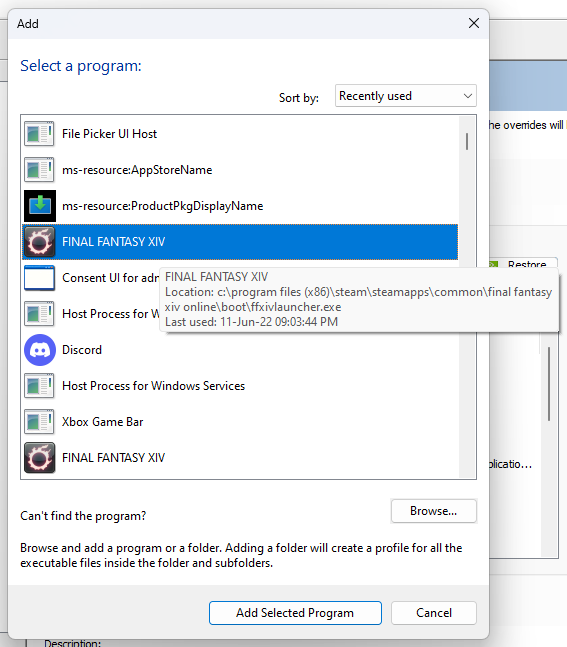 Add
Select a program:
Sort by:
Recently used
he overrides will
File Picker UI Host
ms-resource:AppStoreName
ms-resource:ProductPkgDisplayName
FINAL FANTASY XIV
Restore
Consent UI for adm
FINAL FANTASY XIV
Location: c:\program files (x86)\steam\steamapps\common\final fantasy
xiv online\boot\ffxivlauncher.exe
Last used: 11-Jun-22 09:03:44 PM
Host Process for W
Discord
Host Process for Windows Services
Xbox Game Bar
FINAL FANTASY XIV
plicatio...
Can't find the program?
Browse...
Browse and add a program or a folder. Adding a folder will create a profile for all the
executable files inside the folder and subfolders.
Add Selected Program
Cancel
Description: